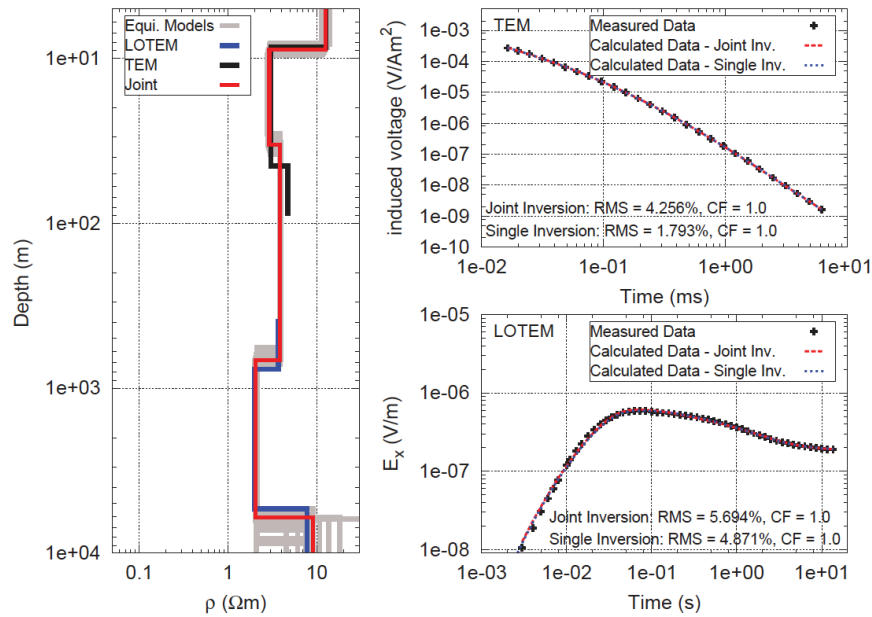 Equi. Models
LOTEM
TEM
Joint
1e+01
1e+02
1e+03
1e+04
Depth (m)
0.1 1 10
ρ (Ωm)
TEM
Measured Data
Calculated Data - Joint Inv.
Calculated Data - Single Inv.
1e-03
1e-04
1e-05
1e-06
1e-07
1e-08
1e-09
1e-10
induced voltage (V/Am²)
Joint Inversion: RMS = 4.256%, CF = 1.0
Single Inversion: RMS = 1.793%, CF = 1.0
1e-02 1e-01 1e+00 1e+01
Time (ms)
LOTEM
Measured Data
Calculated Data - Joint Inv.
Calculated Data - Single Inv.
1e-05
1e-06
1e-07
1e-08
Eₓ (V/m)
Joint Inversion: RMS = 5.694%, CF = 1.0
Single Inversion: RMS = 4.871%, CF = 1.0
1e-03 1e-02 1e-01 1e+00 1e+01
Time (s)